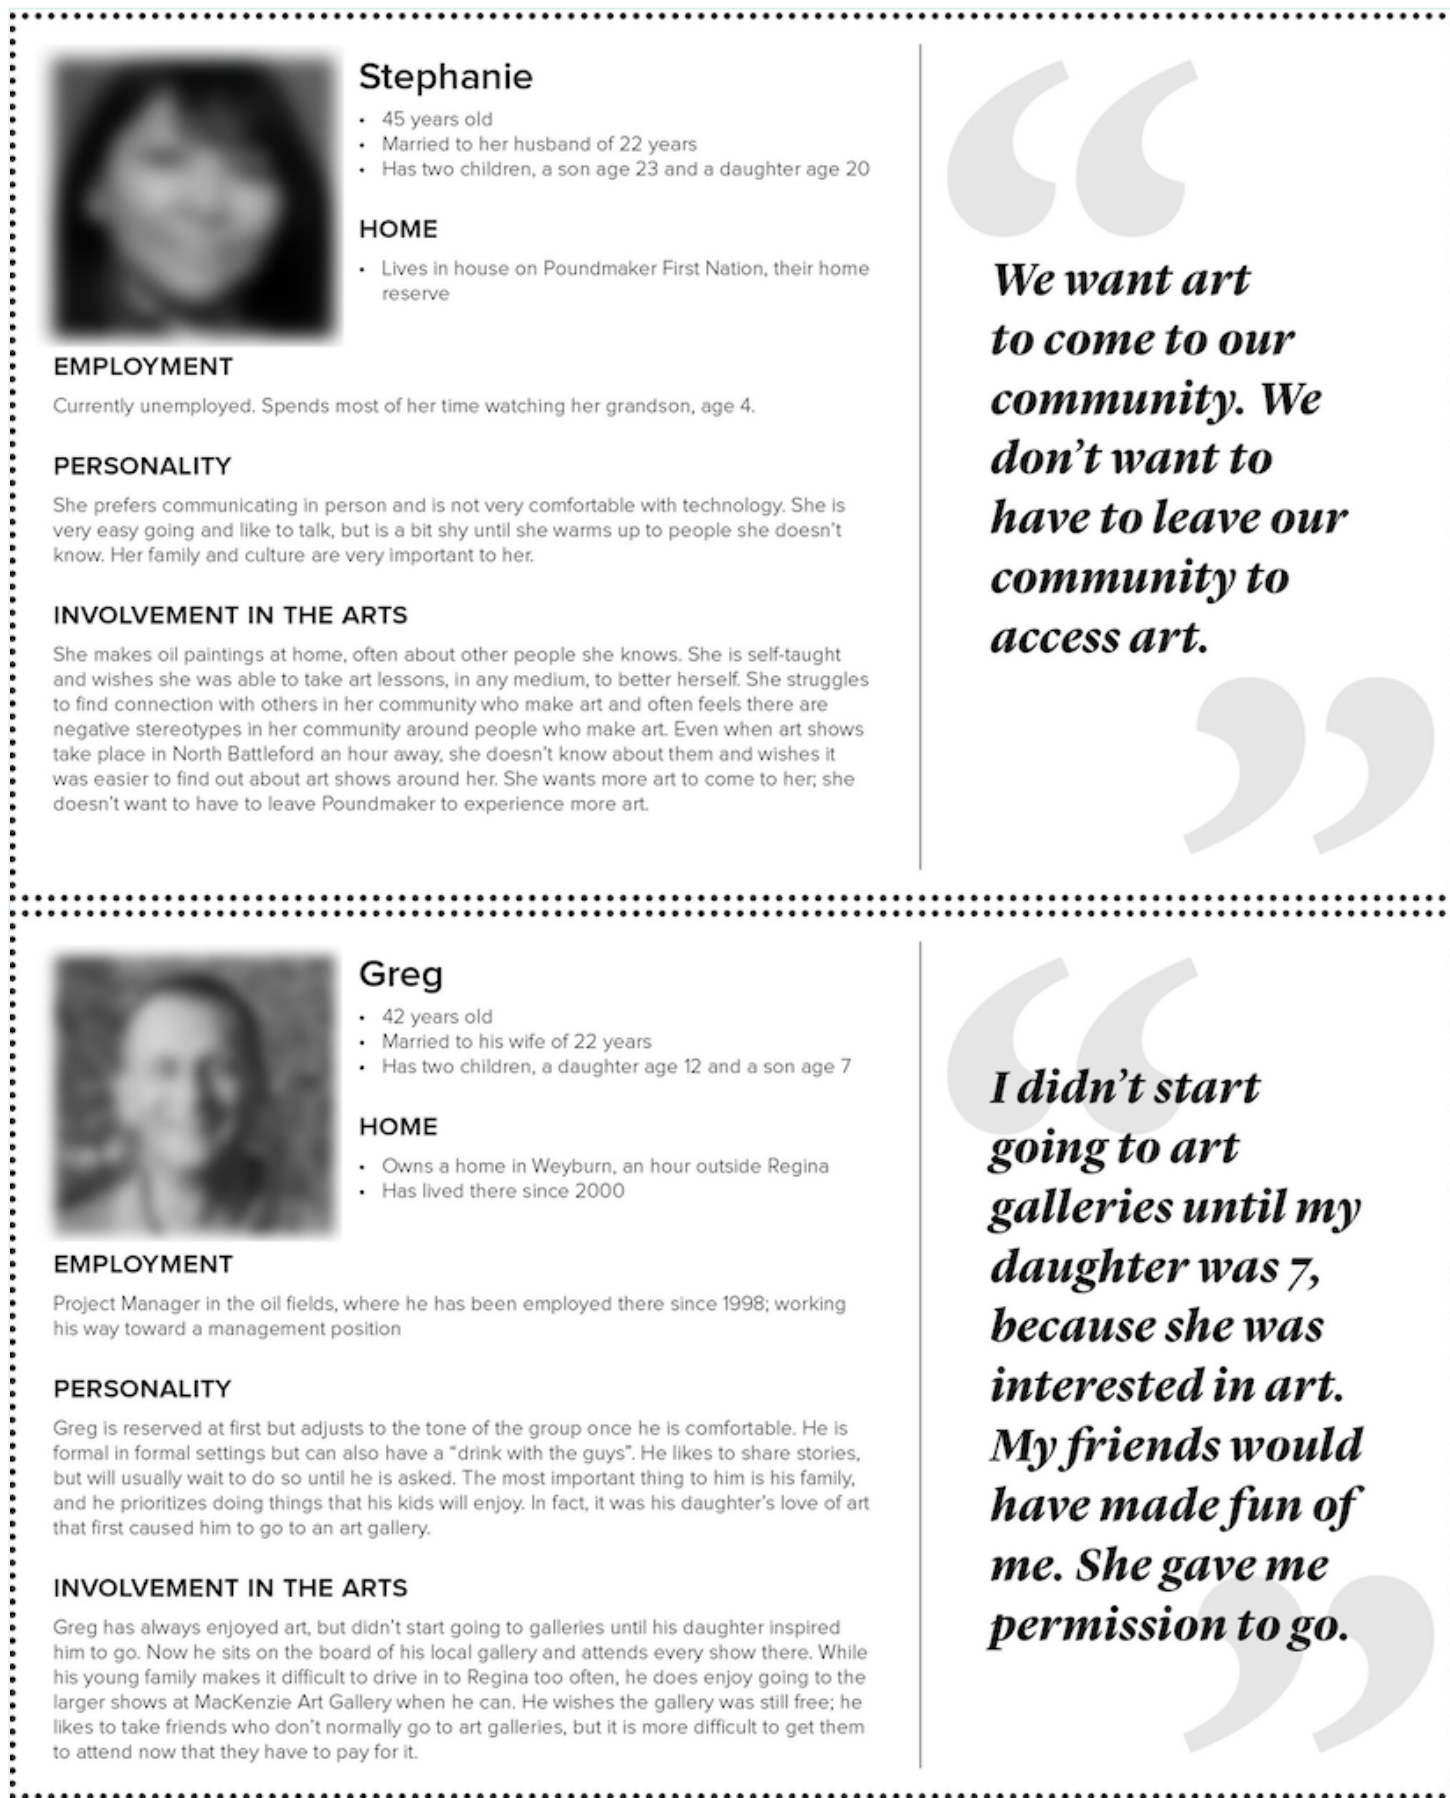 Stephanie
• 45 years old
• Married to her husband of 22 years
• Has two children, a son age 23 and a daughter age 20
HOME
• Lives in house on Poundmaker First Nation, their home
reserve
EMPLOYMENT
Currently unemployed. Spends most of her time watching her grandson, age 4.
PERSONALITY
She prefers communicating in person and is not very comfortable with technology. She is
very easy going and like to talk, but is a bit shy until she warms up to people she doesn't
know. Her family and culture are very important to her.
INVOLVEMENT IN THE ARTS
She makes oil paintings at home, often about other people she knows. She is self-taught
and wishes she was able to take art lessons, in any medium, to better herself. She struggles
to find connection with others in her community who make art and often feels there are
negative stereotypes in her community around people who make art. Even when art shows
take place in North Battleford an hour away, she doesn't know about them and wishes it
was easier to find out about art shows around her. She wants more art to come to her; she
doesn't want to have to leave Poundmaker to experience more art.
“
We want art
to come to our
community. We
don't want to
have to leave our
community to
access art.
”
Greg
• 42 years old
• Married to his wife of 22 years
• Has two children, a daughter age 12 and a son age 7
HOME
• Owns a home in Weyburn, an hour outside Regina
• Has lived there since 2000
EMPLOYMENT
Project Manager in the oil fields, where he has been employed there since 1998; working
his way toward a management position
PERSONALITY
Greg is reserved at first but adjusts to the tone of the group once he is comfortable. He is
formal in formal settings but can also have a “drink with the guys”. He likes to share stories,
but will usually wait to do so until he is asked. The most important thing to him is his family,
and he prioritizes doing things that his kids will enjoy. In fact, it was his daughter's love of art
that first caused him to go to an art gallery.
INVOLVEMENT IN THE ARTS
Greg has always enjoyed art, but didn't start going to galleries until his daughter inspired
him to go. Now he sits on the board of his local gallery and attends every show there. While
his young family makes it difficult to drive in to Regina too often, he does enjoy going to the
larger shows at MacKenzie Art Gallery when he can. He wishes the gallery was still free; he
likes to take friends who don't normally go to art galleries, but it is more difficult to get them
to attend now that they have to pay for it.
“
I didn't start
going to art
galleries until my
daughter was 7,
because she was
interested in art.
My friends would
have made fun of
me. She gave me
permission to go.
”